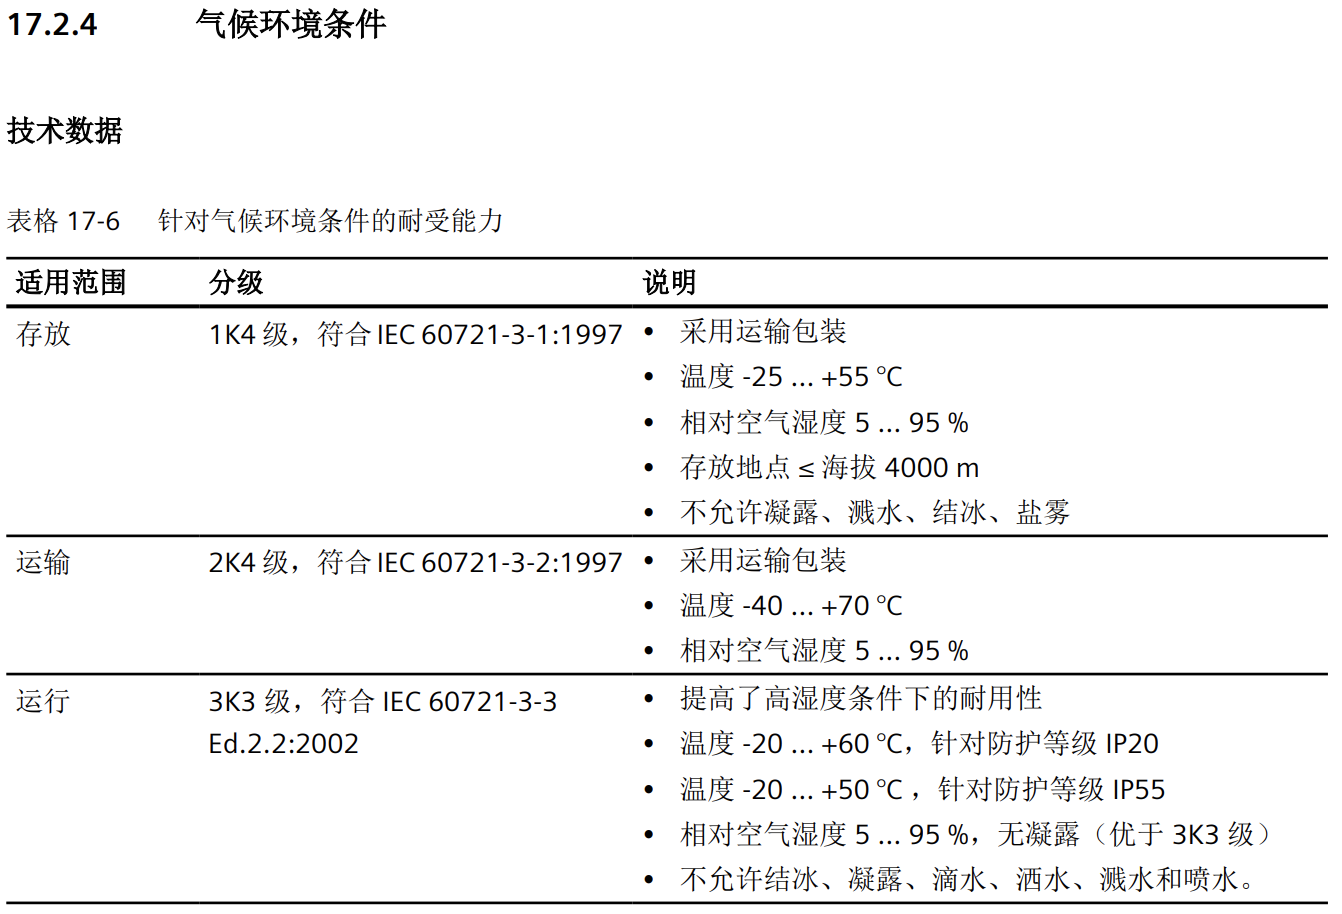 17.2.4 气候环境条件
技术数据
表格 17-6 针对气候环境条件的耐受能力
适用范围 分级 说明
存放 1K4 级，符合 IEC 60721-3-1:1997 • 采用运输包装
• 温度 -25 ... +55 ℃
• 相对空气湿度 5 ... 95 %
• 存放地点 ≤ 海拔 4000 m
• 不允许凝露、溅水、结冰、盐雾
运输 2K4 级，符合 IEC 60721-3-2:1997 • 采用运输包装
• 温度 -40 ... +70 ℃
• 相对空气湿度 5 ... 95 %
运行 3K3 级，符合 IEC 60721-3-3 • 提高了高湿度条件下的耐用性
Ed.2.2:2002 • 温度 -20 ... +60 ℃，针对防护等级 IP20
• 温度 -20 ... +50 ℃ ，针对防护等级 IP55
• 相对空气湿度 5 ... 95 %，无凝露（优于 3K3 级）
• 不允许结冰、凝露、滴水、洒水、溅水和喷水。